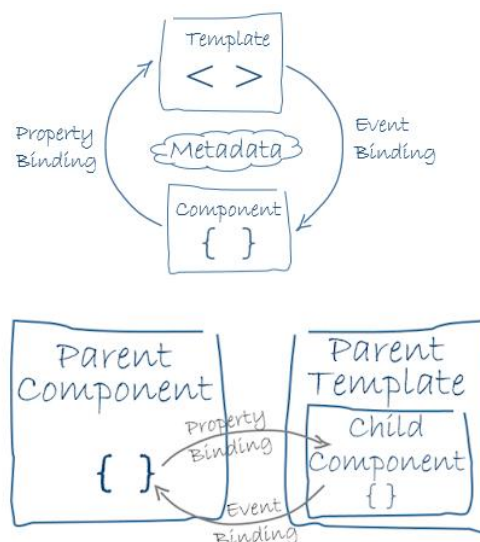 Template
< >
Property
Binding
Event
Binding
Metadata
Component
{ }
Parent
Component
{ }
Property
Binding
Event
Binding
Parent
Template
Child
Component
{ }